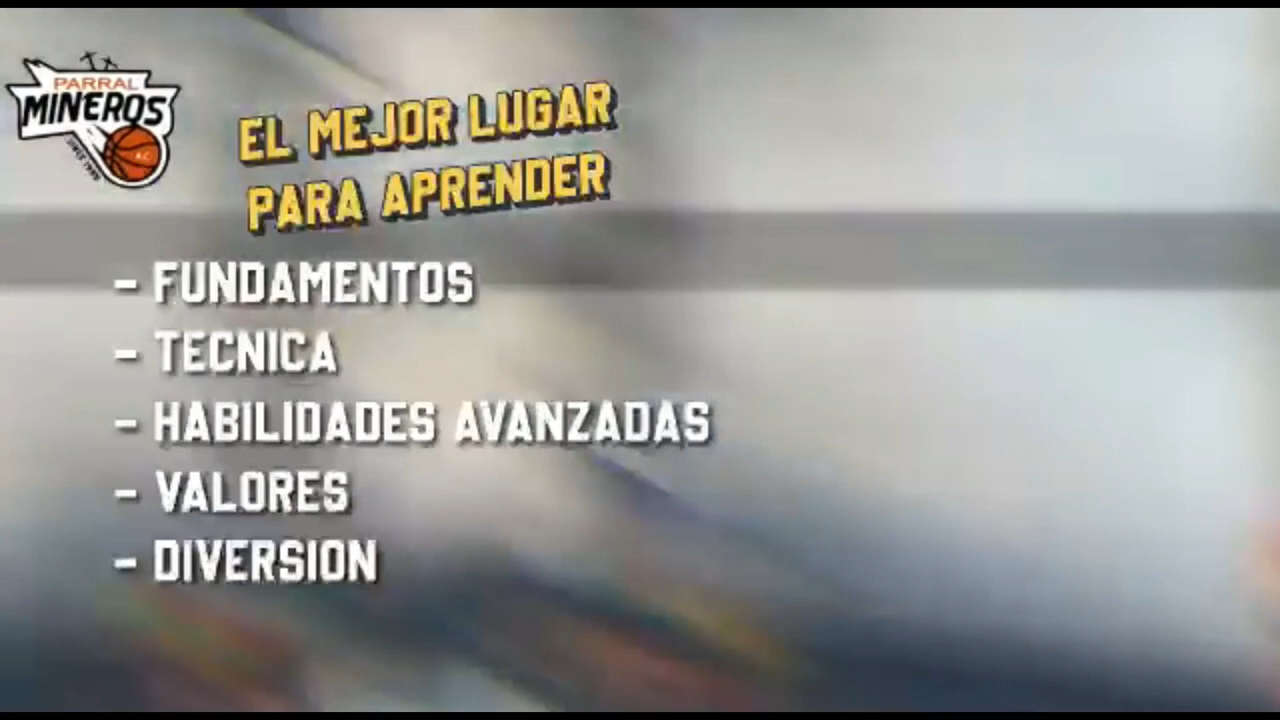 PARRAL
MINEROS
A.C
EL MEJOR LUGAR
PARA APRENDER
- FUNDAMENTOS
- TECNICA
- HABILIDADES AVANZADAS
- VALORES
- DIVERSION